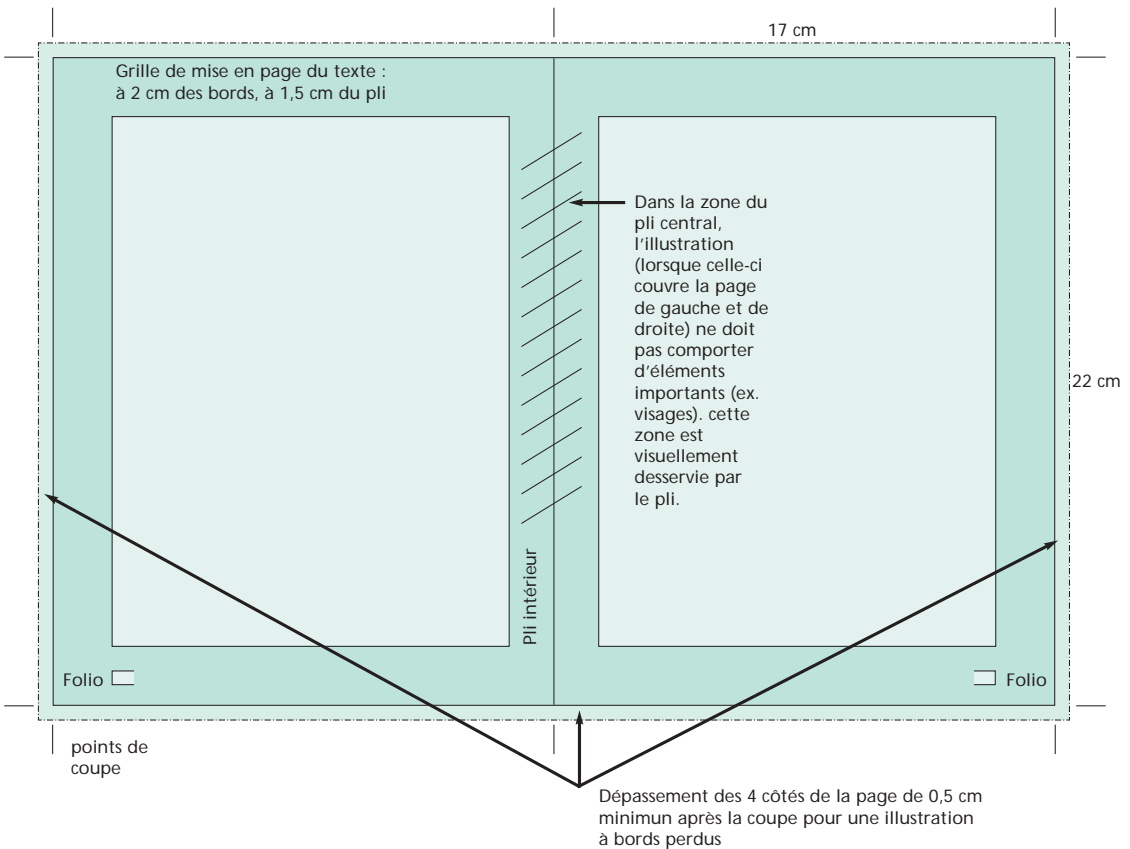 17 cm
Grille de mise en page du texte :
à 2 cm des bords, à 1,5 cm du pli
Dans la zone du
pli central,
l'illustration
(lorsque celle-ci
couvre la page
de gauche et de
droite) ne doit
pas comporter
d'éléments
importants (ex.
visages). cette
zone est
visuellement
desservie par
le pli.
22 cm
Pli intérieur
Folio
Folio
points de
coupe
Dépassement des 4 côtés de la page de 0,5 cm
minimun après la coupe pour une illustration
à bords perdus